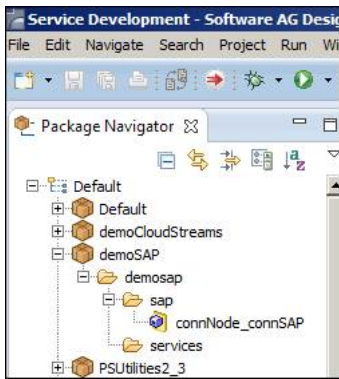 Service Development - Software AG Desig
File Edit Navigate Search Project Run Wi
Package Navigator
Default
Default
demoCloudStreams
demoSAP
demosap
sap
connNode_connSAP
services
PSUtilities2_3